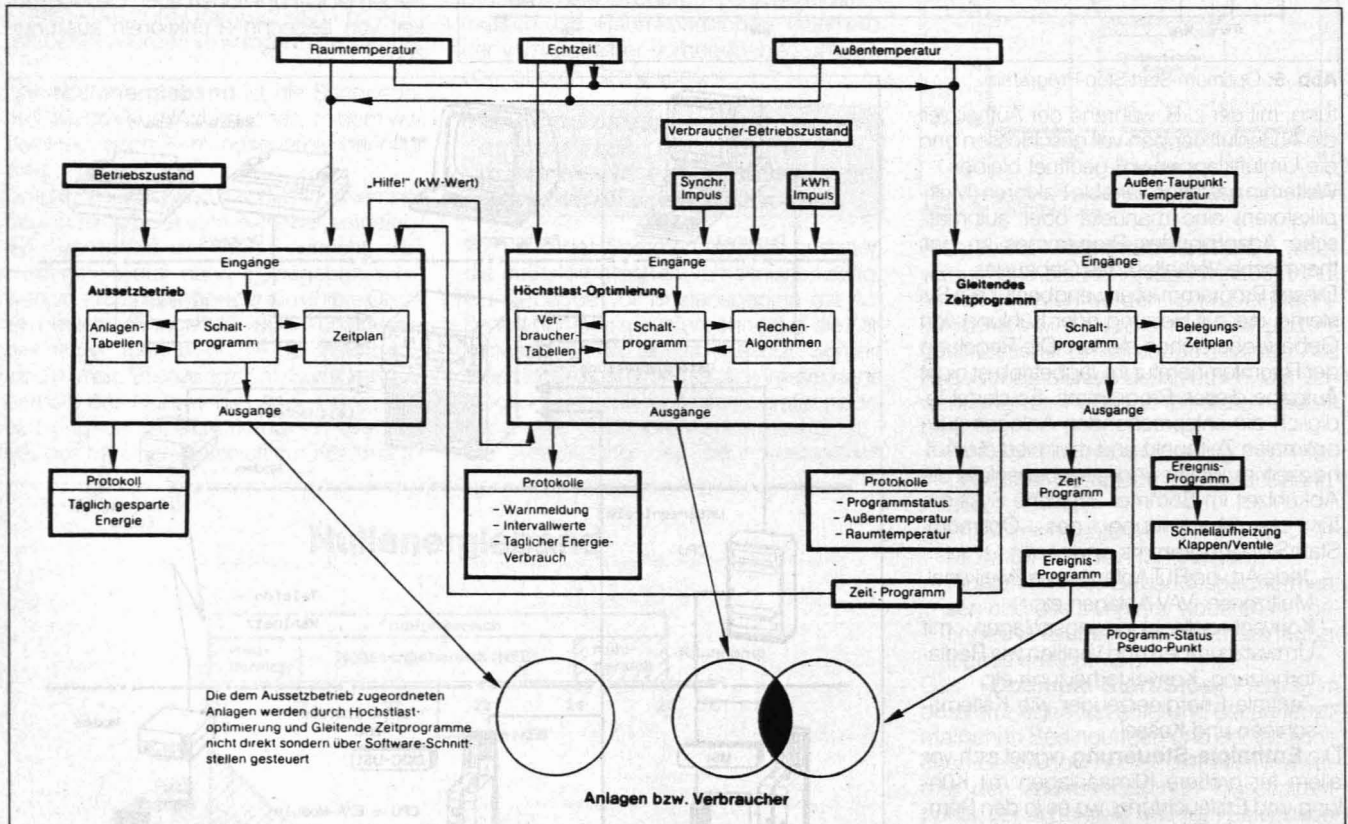 Raumtemperatur
Echtzeit
Außentemperatur
Verbraucher-Betriebszustand
Betriebszustand
„Hilfe!" (kW-Wert)
Synchr.
Impuls
kWh
Impuls
Außen-Taupunkt-
Temperatur
Eingänge
Aussetzbetrieb
Anlagen-
Tabellen
Schalt-
programm
Zeitplan
Ausgänge
Eingänge
Höchstlast-Optimierung
Ver-
braucher-
Tabellen
Schalt-
programm
Rechen-
Algorithmen
Ausgänge
Eingänge
Gleitendes
Zeitprogramm
Schalt-
programm
Belegungs-
Zeitplan
Ausgänge
Protokoll
Täglich gesparte
Energie
Protokolle
– Warnmeldung
– Intervallwerte
– Täglicher Energie-
Verbrauch
Protokolle
– Programmstatus
– Außentemperatur
– Raumtemperatur
Zeit-
Programm
Ereignis-
Programm
Schnellaufheizung
Klappen/Ventile
Ereignis-
Programm
Zeit- Programm
Programm-Status
Pseudo-Punkt
Die dem Aussetzbetrieb zugeordneten
Anlagen werden durch Höchstlast-
optimierung und Gleitende Zeitprogramme
nicht direkt sondern über Software-Schnitt-
stellen gesteuert
Anlagen bzw. Verbraucher